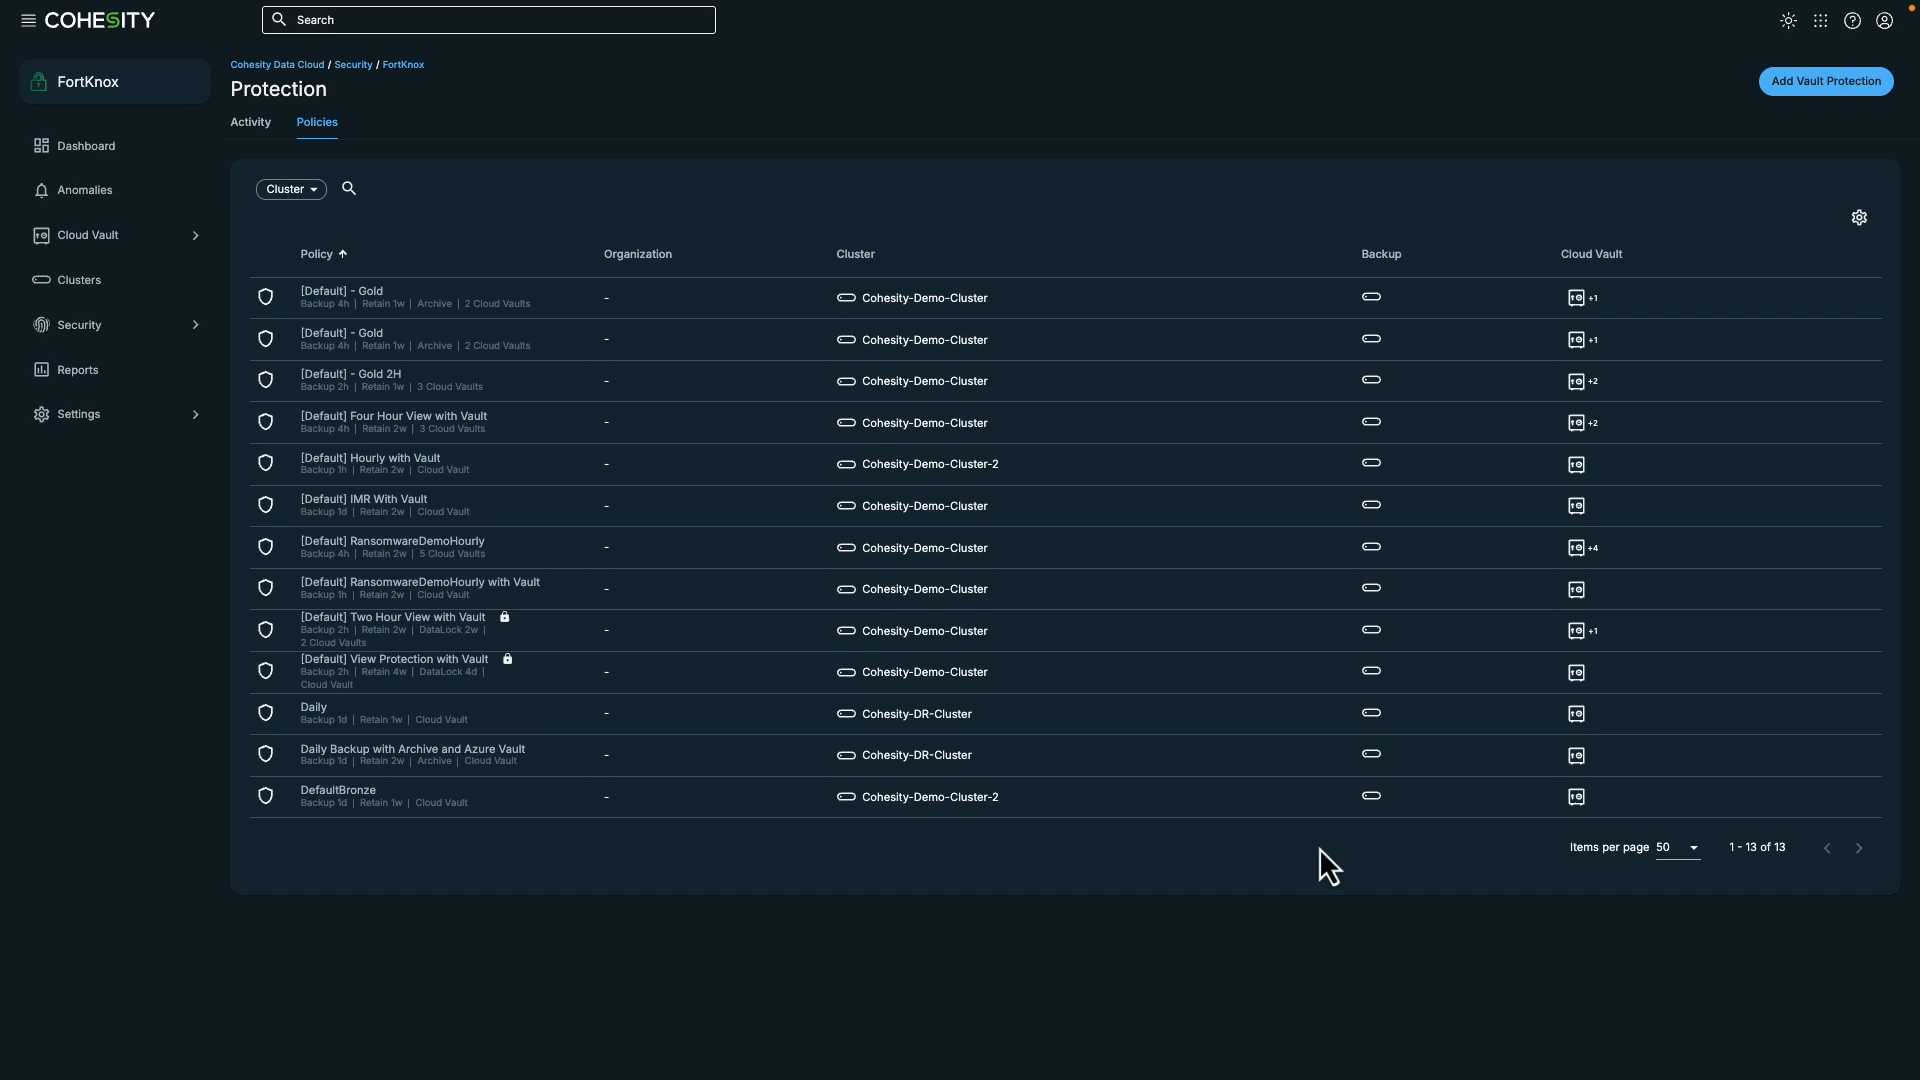 COHESITY
Search
FortKnox
Dashboard
Anomalies
Cloud Vault
Clusters
Security
Reports
Settings
Cohesity Data Cloud / Security / FortKnox
Protection
Add Vault Protection
Activity
Policies
Cluster
Policy
Organization
Cluster
Backup
Cloud Vault
[Default] - Gold
Backup 4h | Retain 1w | Archive | 2 Cloud Vaults
-
Cohesity-Demo-Cluster
+1
[Default] - Gold
Backup 4h | Retain 1w | Archive | 2 Cloud Vaults
-
Cohesity-Demo-Cluster
+1
[Default] - Gold 2H
Backup 2h | Retain 1w | 3 Cloud Vaults
-
Cohesity-Demo-Cluster
+2
[Default] Four Hour View with Vault
Backup 4h | Retain 2w | 3 Cloud Vaults
-
Cohesity-Demo-Cluster
+2
[Default] Hourly with Vault
Backup 1h | Retain 2w | Cloud Vault
-
Cohesity-Demo-Cluster-2
[Default] IMR With Vault
Backup 1d | Retain 2w | Cloud Vault
-
Cohesity-Demo-Cluster
[Default] RansomwareDemoHourly
Backup 4h | Retain 2w | 5 Cloud Vaults
-
Cohesity-Demo-Cluster
+4
[Default] RansomwareDemoHourly with Vault
Backup 1h | Retain 2w | Cloud Vault
-
Cohesity-Demo-Cluster
[Default] Two Hour View with Vault
Backup 2h | Retain 2w | DataLock 2w |
2 Cloud Vaults
-
Cohesity-Demo-Cluster
+1
[Default] View Protection with Vault
Backup 2h | Retain 4w | DataLock 4d |
Cloud Vault
-
Cohesity-Demo-Cluster
Daily
Backup 1d | Retain 1w | Cloud Vault
-
Cohesity-DR-Cluster
Daily Backup with Archive and Azure Vault
Backup 1d | Retain 2w | Archive | Cloud Vault
-
Cohesity-DR-Cluster
DefaultBronze
Backup 1d | Retain 1w | Cloud Vault
-
Cohesity-Demo-Cluster-2
Items per page 50
1 - 13 of 13